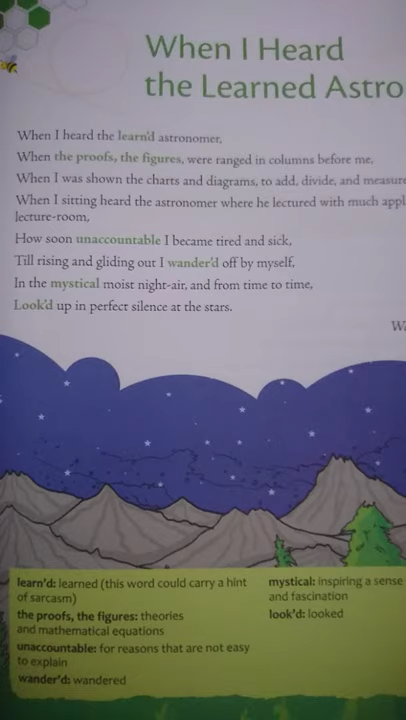 When I Heard
the Learned Astro
When I heard the learn'd astronomer,
When the proofs, the figures, were ranged in columns before me,
When I was shown the charts and diagrams, to add, divide, and measure
When I sitting heard the astronomer where he lectured with much appl
lecture-room,
How soon unaccountable I became tired and sick,
Till rising and gliding out I wander'd off by myself,
In the mystical moist night-air, and from time to time,
Look'd up in perfect silence at the stars.
W
learn'd: learned (this word could carry a hint
of sarcasm)
the proofs, the figures: theories
and mathematical equations
unaccountable: for reasons that are not easy
to explain
wander'd: wandered
mystical: inspiring a sense
and fascination
look'd: looked